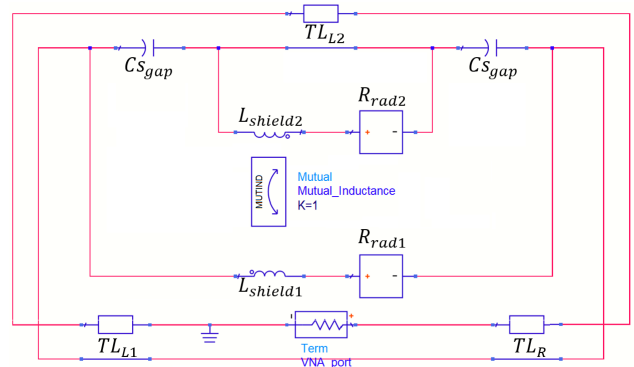 TL_L2
Cs_gap
Cs_gap
R_rad2
L_shield2
+ -
MUTIND
Mutual
Mutual_Inductance
K=1
R_rad1
L_shield1
+ -
- +
TL_L1
Term
VNA_port
TL_R